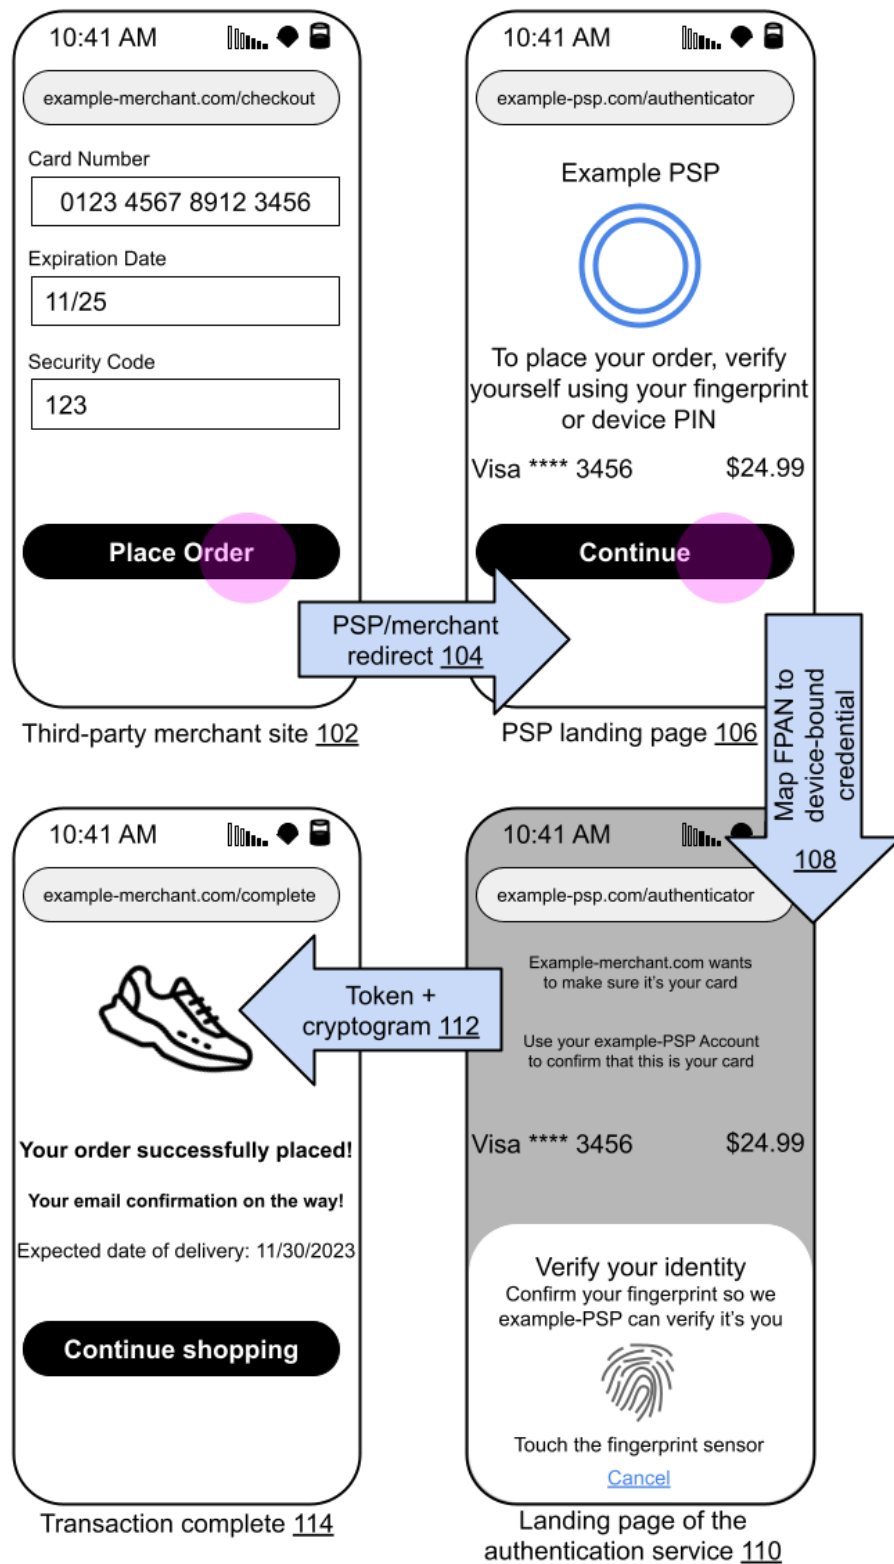 10:41 AM
example-merchant.com/checkout
Card Number
0123 4567 8912 3456
Expiration Date
11/25
Security Code
123
Place Order
Third-party merchant site 102
PSP/merchant
redirect 104
10:41 AM
example-psp.com/authenticator
Example PSP
To place your order, verify
yourself using your fingerprint
or device PIN
Visa **** 3456 $24.99
Continue
PSP landing page 106
Map FPAN to
device-bound
credential
108
10:41 AM
example-psp.com/authenticator
Example-merchant.com wants
to make sure it's your card
Use your example-PSP Account
to confirm that this is your card
Visa **** 3456 $24.99
Verify your identity
Confirm your fingerprint so we
example-PSP can verify it's you
Touch the fingerprint sensor
Cancel
Landing page of the
authentication service 110
Token +
cryptogram 112
10:41 AM
example-merchant.com/complete
Your order successfully placed!
Your email confirmation on the way!
Expected date of delivery: 11/30/2023
Continue shopping
Transaction complete 114